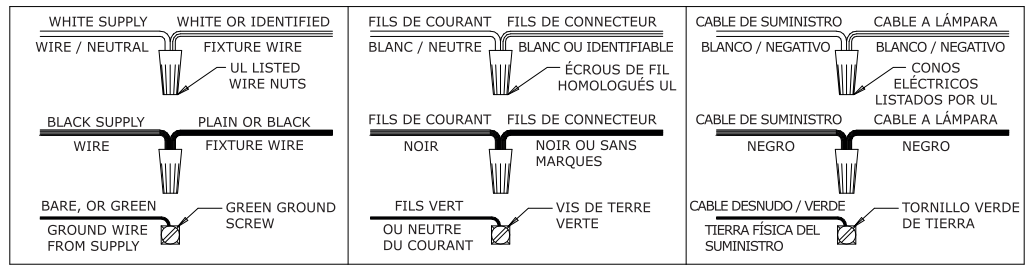 WHITE SUPPLY
WIRE / NEUTRAL
WHITE OR IDENTIFIED
FIXTURE WIRE
UL LISTED
WIRE NUTS
BLACK SUPPLY
WIRE
PLAIN OR BLACK
FIXTURE WIRE
BARE, OR GREEN
GROUND WIRE
FROM SUPPLY
GREEN GROUND
SCREW
FILS DE COURANT
BLANC / NEUTRE
FILS DE CONNECTEUR
BLANC OU IDENTIFIABLE
ÉCROUS DE FIL
HOMOLOGUÉS UL
FILS DE COURANT
NOIR
FILS DE CONNECTEUR
NOIR OU SANS
MARQUES
FILS VERT
OU NEUTRE
DU COURANT
VIS DE TERRE
VERTE
CABLE DE SUMINISTRO
BLANCO / NEGATIVO
CABLE A LÁMPARA
BLANCO / NEGATIVO
CONOS
ELÉCTRICOS
LISTADOS POR UL
CABLE DE SUMINISTRO
NEGRO
CABLE A LÁMPARA
NEGRO
CABLE DESNUDO / VERDE
TIERRA FÍSICA DEL
SUMINISTRO
TORNILLO VERDE
DE TIERRA